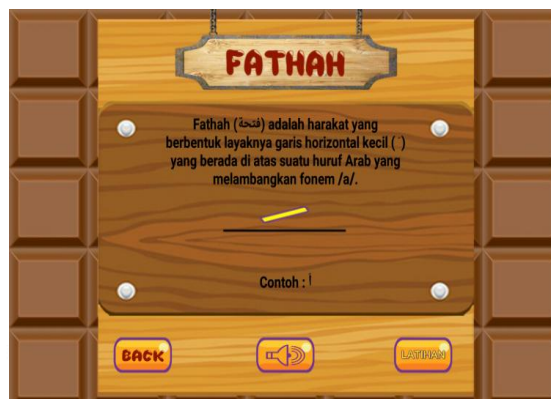 FATHAH
Fathah (فتحة) adalah harakat yang
berbentuk layaknya garis horizontal kecil ( َ )
yang berada di atas suatu huruf Arab yang
melambangkan fonem /a/.
Contoh : أ
BACK
LATIHAN